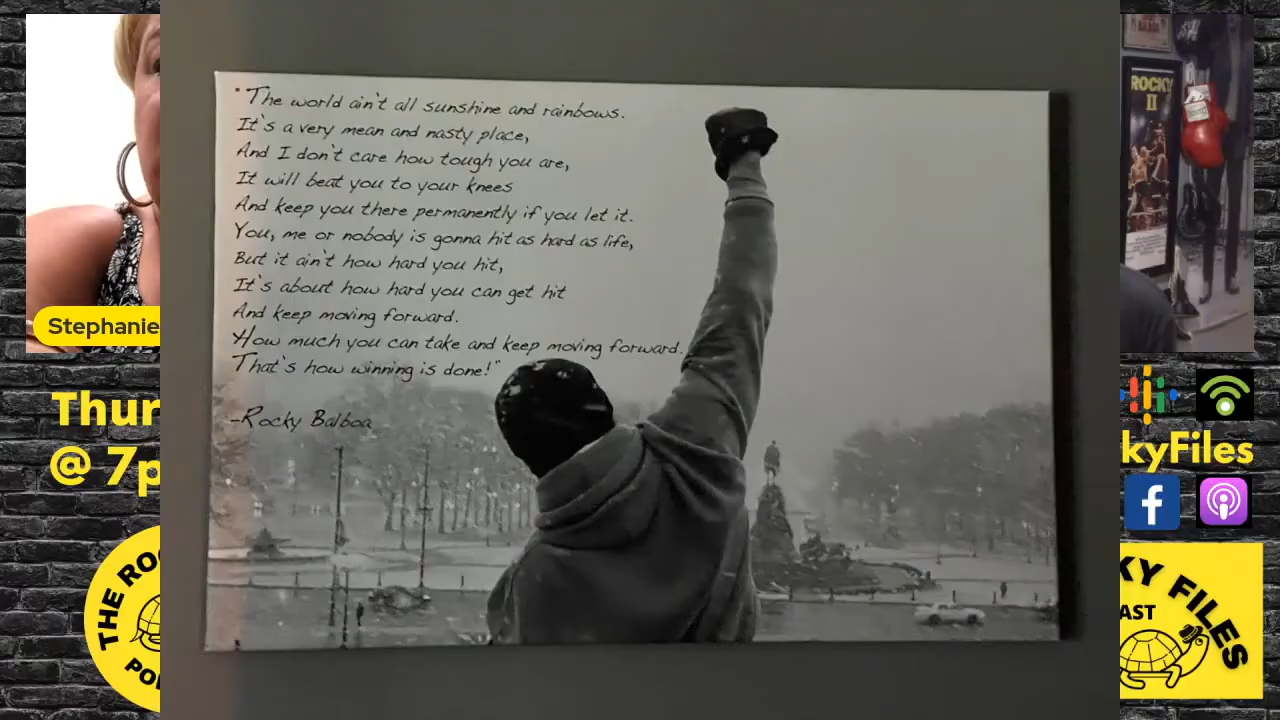 "The world ain't all sunshine and rainbows.
It's a very mean and nasty place,
And I don't care how tough you are,
It will beat you to your knees
And keep you there permanently if you let it.
You, me or nobody is gonna hit as hard as life,
But it ain't how hard you hit,
It's about how hard you can get hit
And keep moving forward.
How much you can take and keep moving forward.
That's how winning is done!"
-Rocky Balboa
Stephanie
Thur
@ 7p
THE RO
PO
ROCKY
II
kyFiles
KY FILES
AST